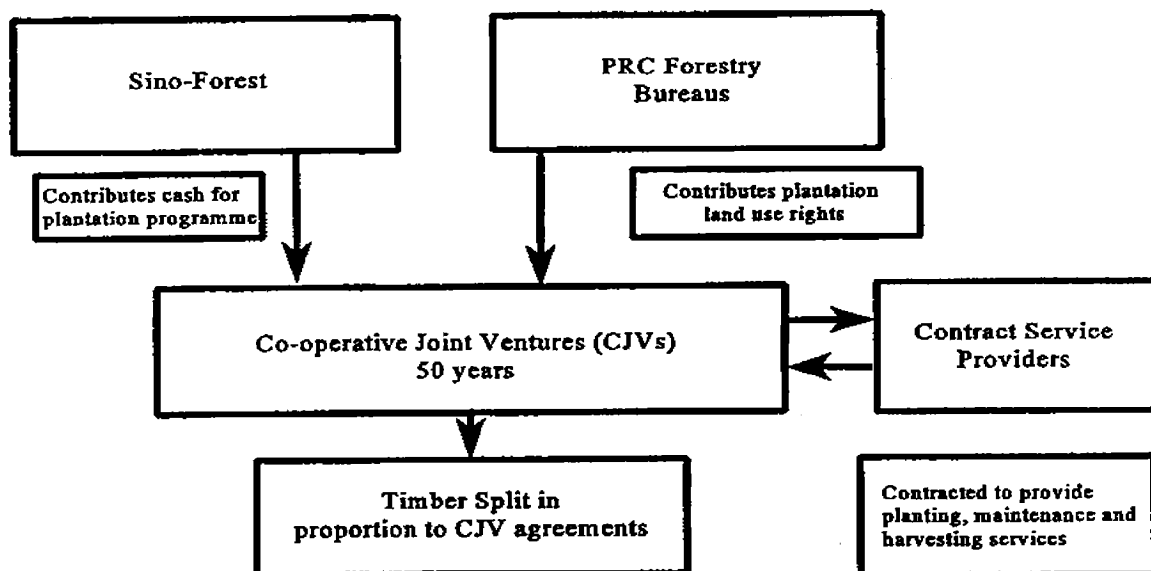 Sino-Forest
PRC Forestry
Bureaus
Contributes cash for
plantation programme
Contributes plantation
land use rights
Co-operative Joint Ventures (CJVs)
50 years
Contract Service
Providers
Timber Split in
proportion to CJV agreements
Contracted to provide
planting, maintenance and
harvesting services